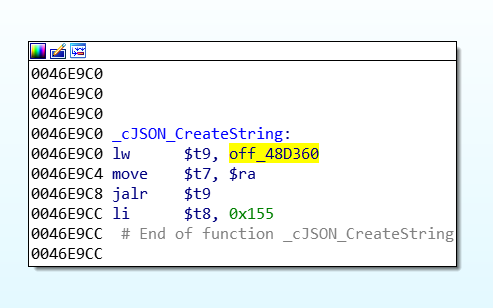 0046E9C0
0046E9C0
0046E9C0
0046E9C0 _cJSON_CreateString:
0046E9C0 lw $t9, off_48D360
0046E9C4 move $t7, $ra
0046E9C8 jalr $t9
0046E9CC li $t8, 0x155
0046E9CC # End of function _cJSON_CreateString
0046E9CC